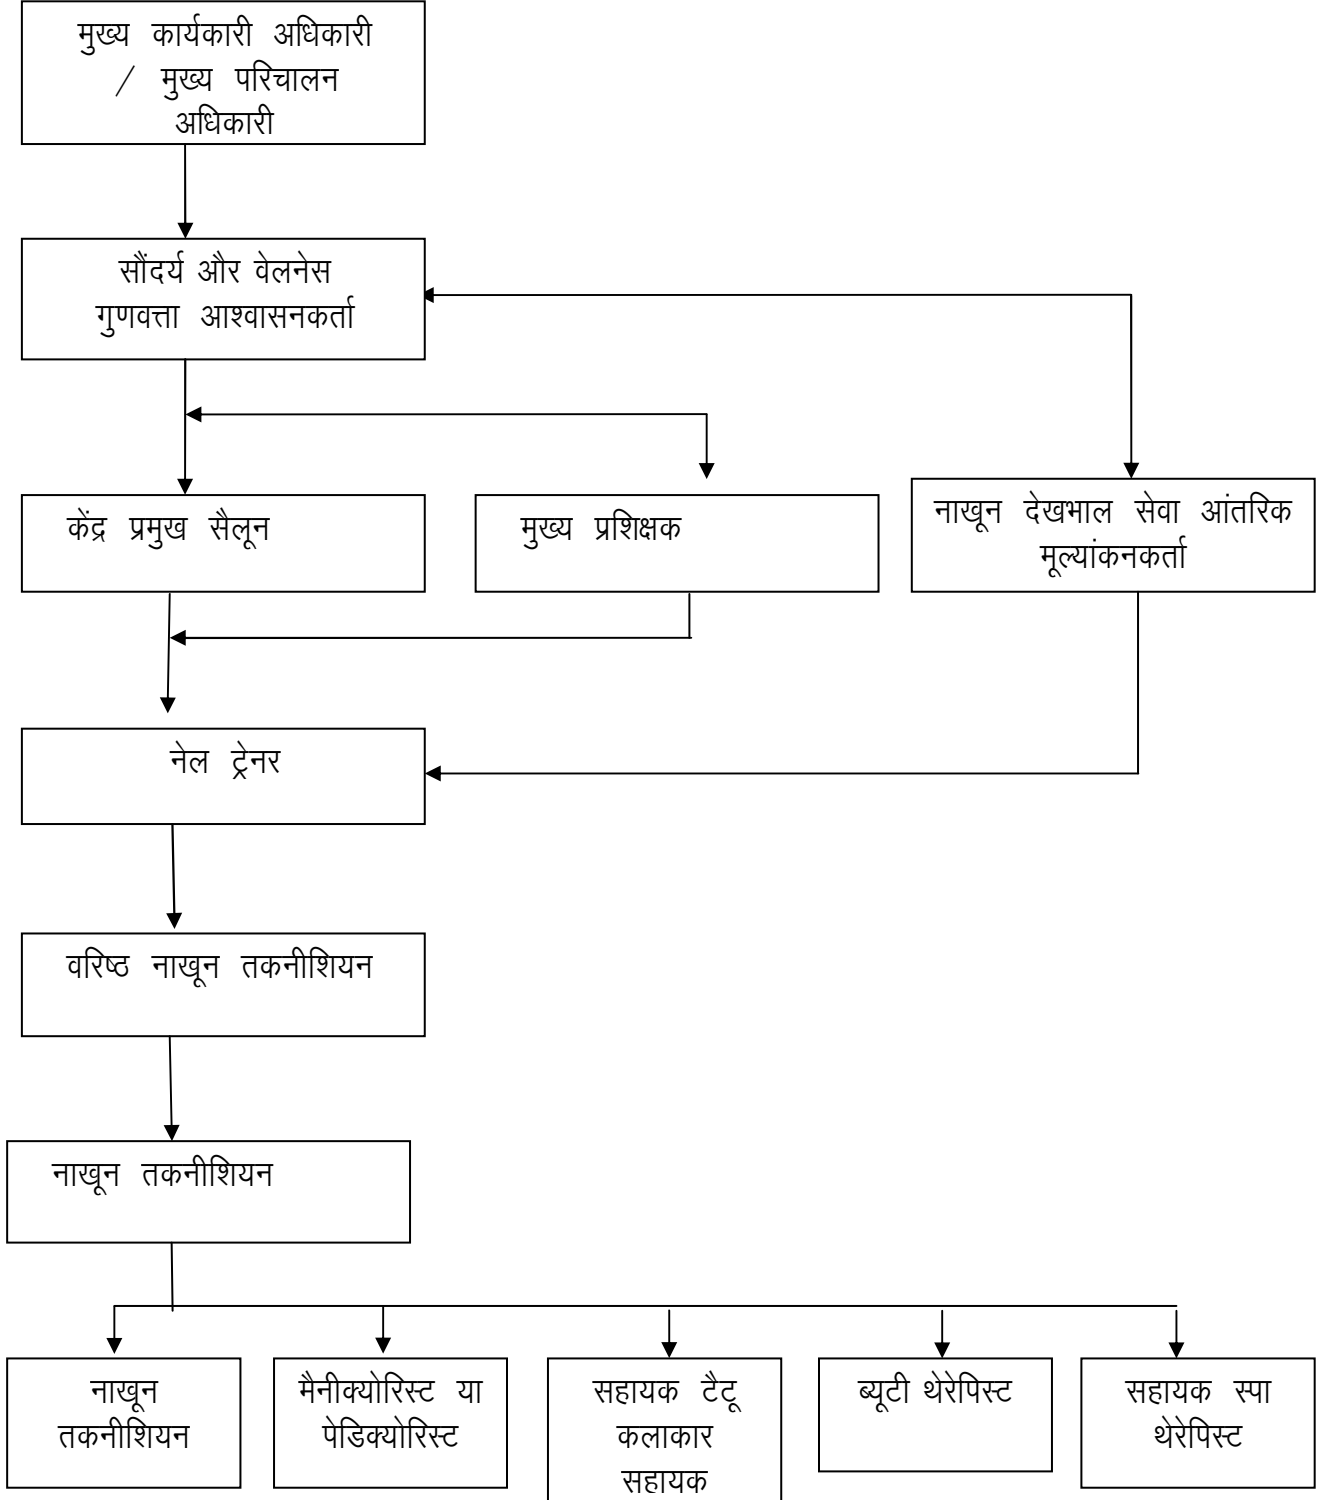 मुख्य कार्यकारी अधिकारी
/ मुख्य परिचालन
अधिकारी
सौंदर्य और वेलनेस
गुणवत्ता आश्वासनकर्ता
केंद्र प्रमुख सैलून
मुख्य प्रशिक्षक
नाखून देखभाल सेवा आंतरिक
मूल्यांकनकर्ता
नेल ट्रेनर
वरिष्ठ नाखून तकनीशियन
नाखून तकनीशियन
नाखून
तकनीशियन
मैनीक्योरिस्ट या
पेडिक्योरिस्ट
सहायक टैटू
कलाकार
सहायक
ब्यूटी थेरेपिस्ट
सहायक स्पा
थेरेपिस्ट